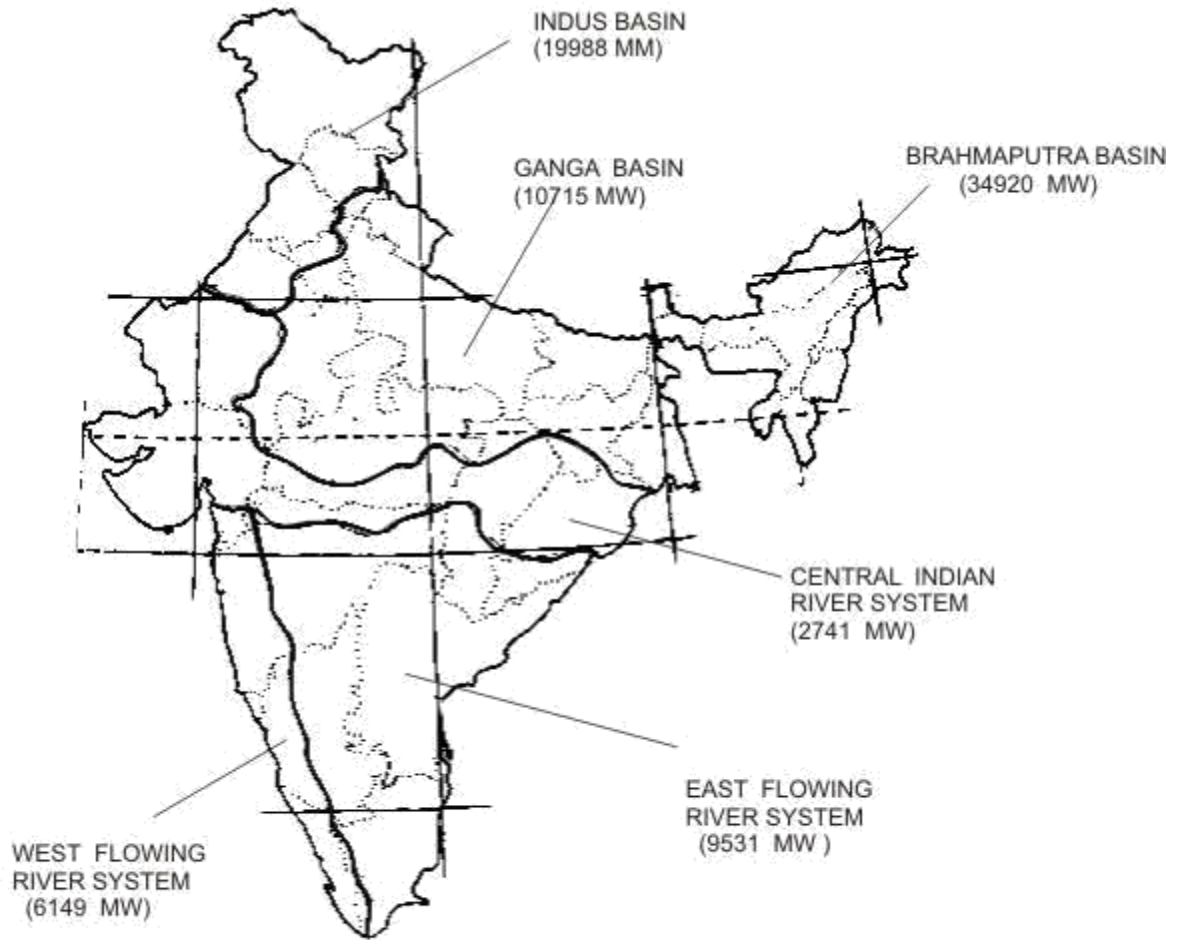 INDUS BASIN
(19988 MM)
GANGA BASIN
(10715 MW)
BRAHMAPUTRA BASIN
(34920 MW)
CENTRAL INDIAN
RIVER SYSTEM
(2741 MW)
EAST FLOWING
RIVER SYSTEM
(9531 MW )
WEST FLOWING
RIVER SYSTEM
(6149 MW)